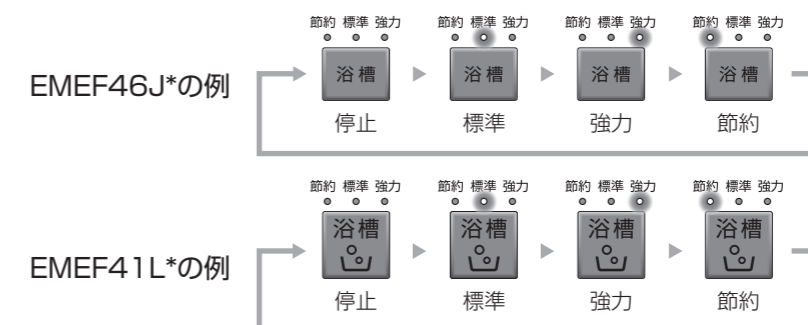 節約 標準 強力 節約 標準 強力 節約 標準 強力 節約 標準 強力
EMEF46J*の例 浴槽 浴槽 浴槽 浴槽
停止 標準 強力 節約
節約 標準 強力 節約 標準 強力 節約 標準 強力 節約 標準 強力
EMEF41L*の例 浴槽 浴槽 浴槽 浴槽
停止 標準 強力 節約